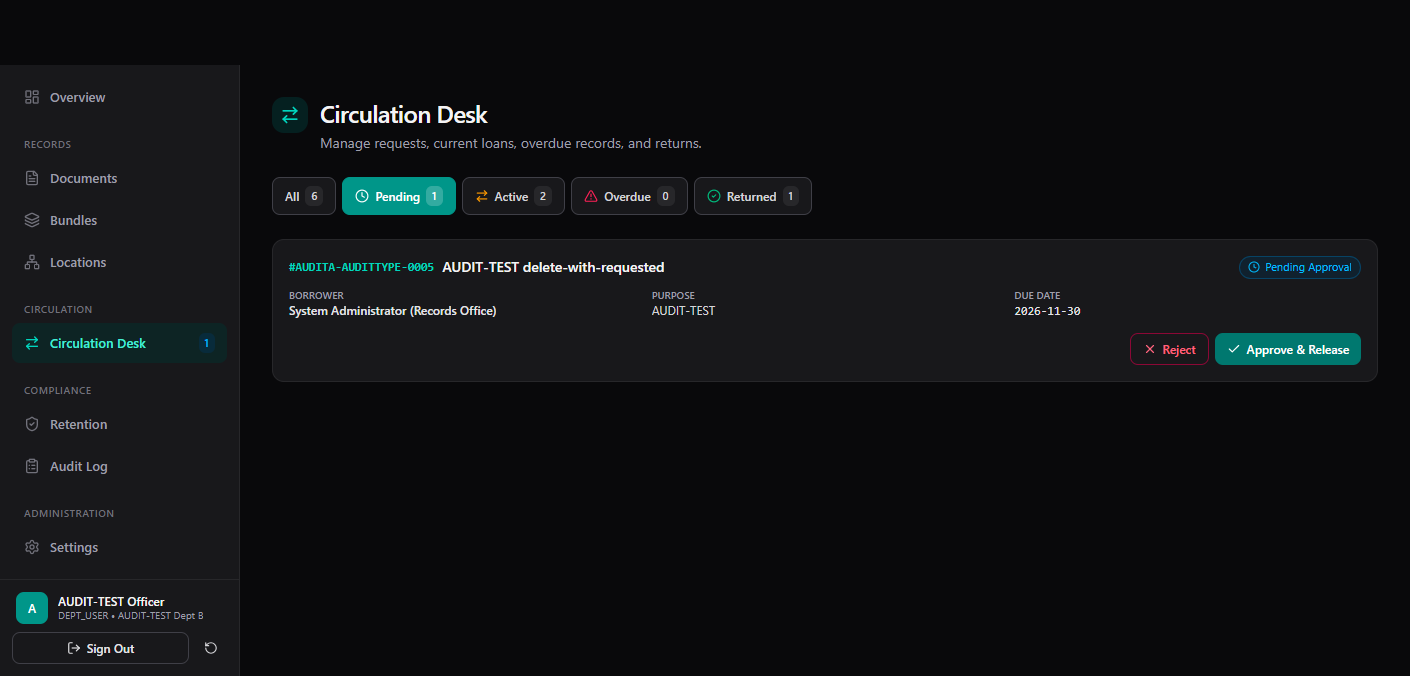 Overview
RECORDS
Documents
Bundles
Locations
CIRCULATION
Circulation Desk 1
COMPLIANCE
Retention
Audit Log
ADMINISTRATION
Settings
A
AUDIT-TEST Officer
DEPT_USER • AUDIT-TEST Dept B
Sign Out
Circulation Desk
Manage requests, current loans, overdue records, and returns.
All 6 Pending 1 Active 2 Overdue 0 Returned 1
#AUDITA-AUDITTYPE-0005 AUDIT-TEST delete-with-requested Pending Approval
BORROWER PURPOSE DUE DATE
System Administrator (Records Office) AUDIT-TEST 2026-11-30
Reject Approve & Release